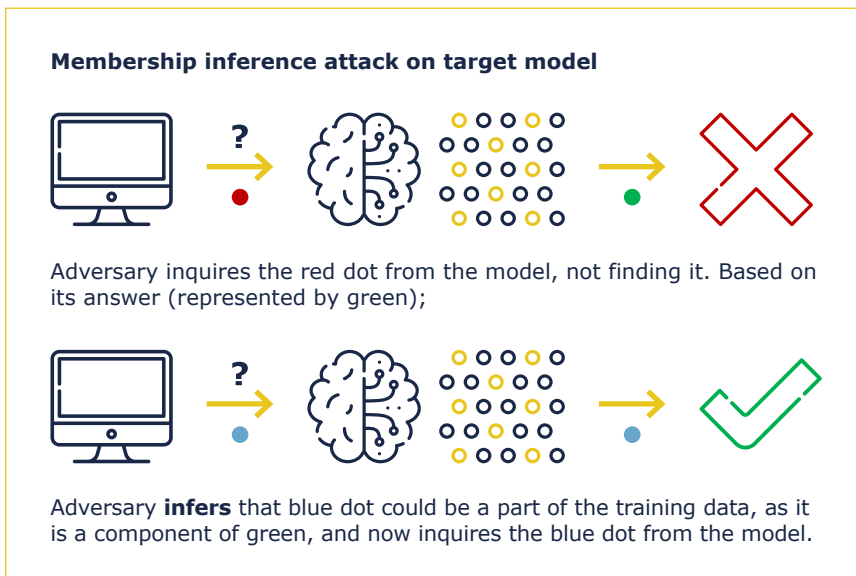 Membership inference attack on target model
?
Adversary inquires the red dot from the model, not finding it. Based on
its answer (represented by green);
?
Adversary infers that blue dot could be a part of the training data, as it
is a component of green, and now inquires the blue dot from the model.